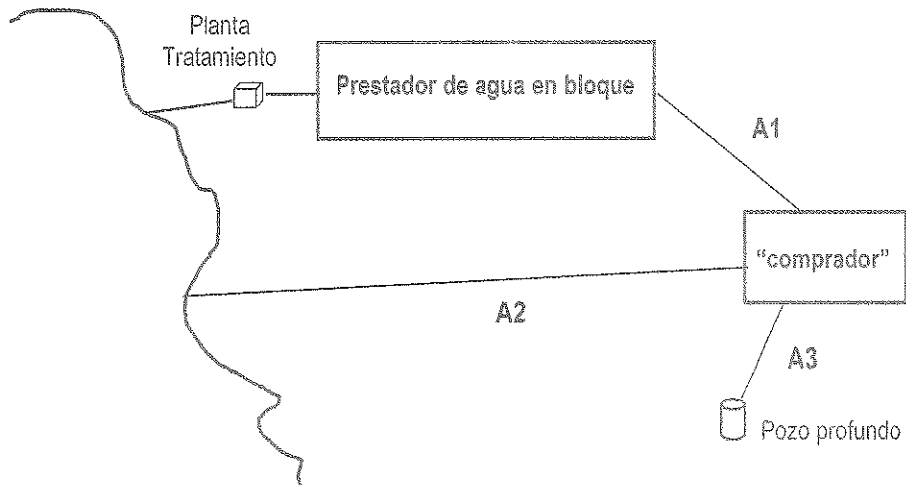 Planta
Tratamiento
Prestador de agua en bloque
A1
"comprador"
A2
A3
Pozo profundo